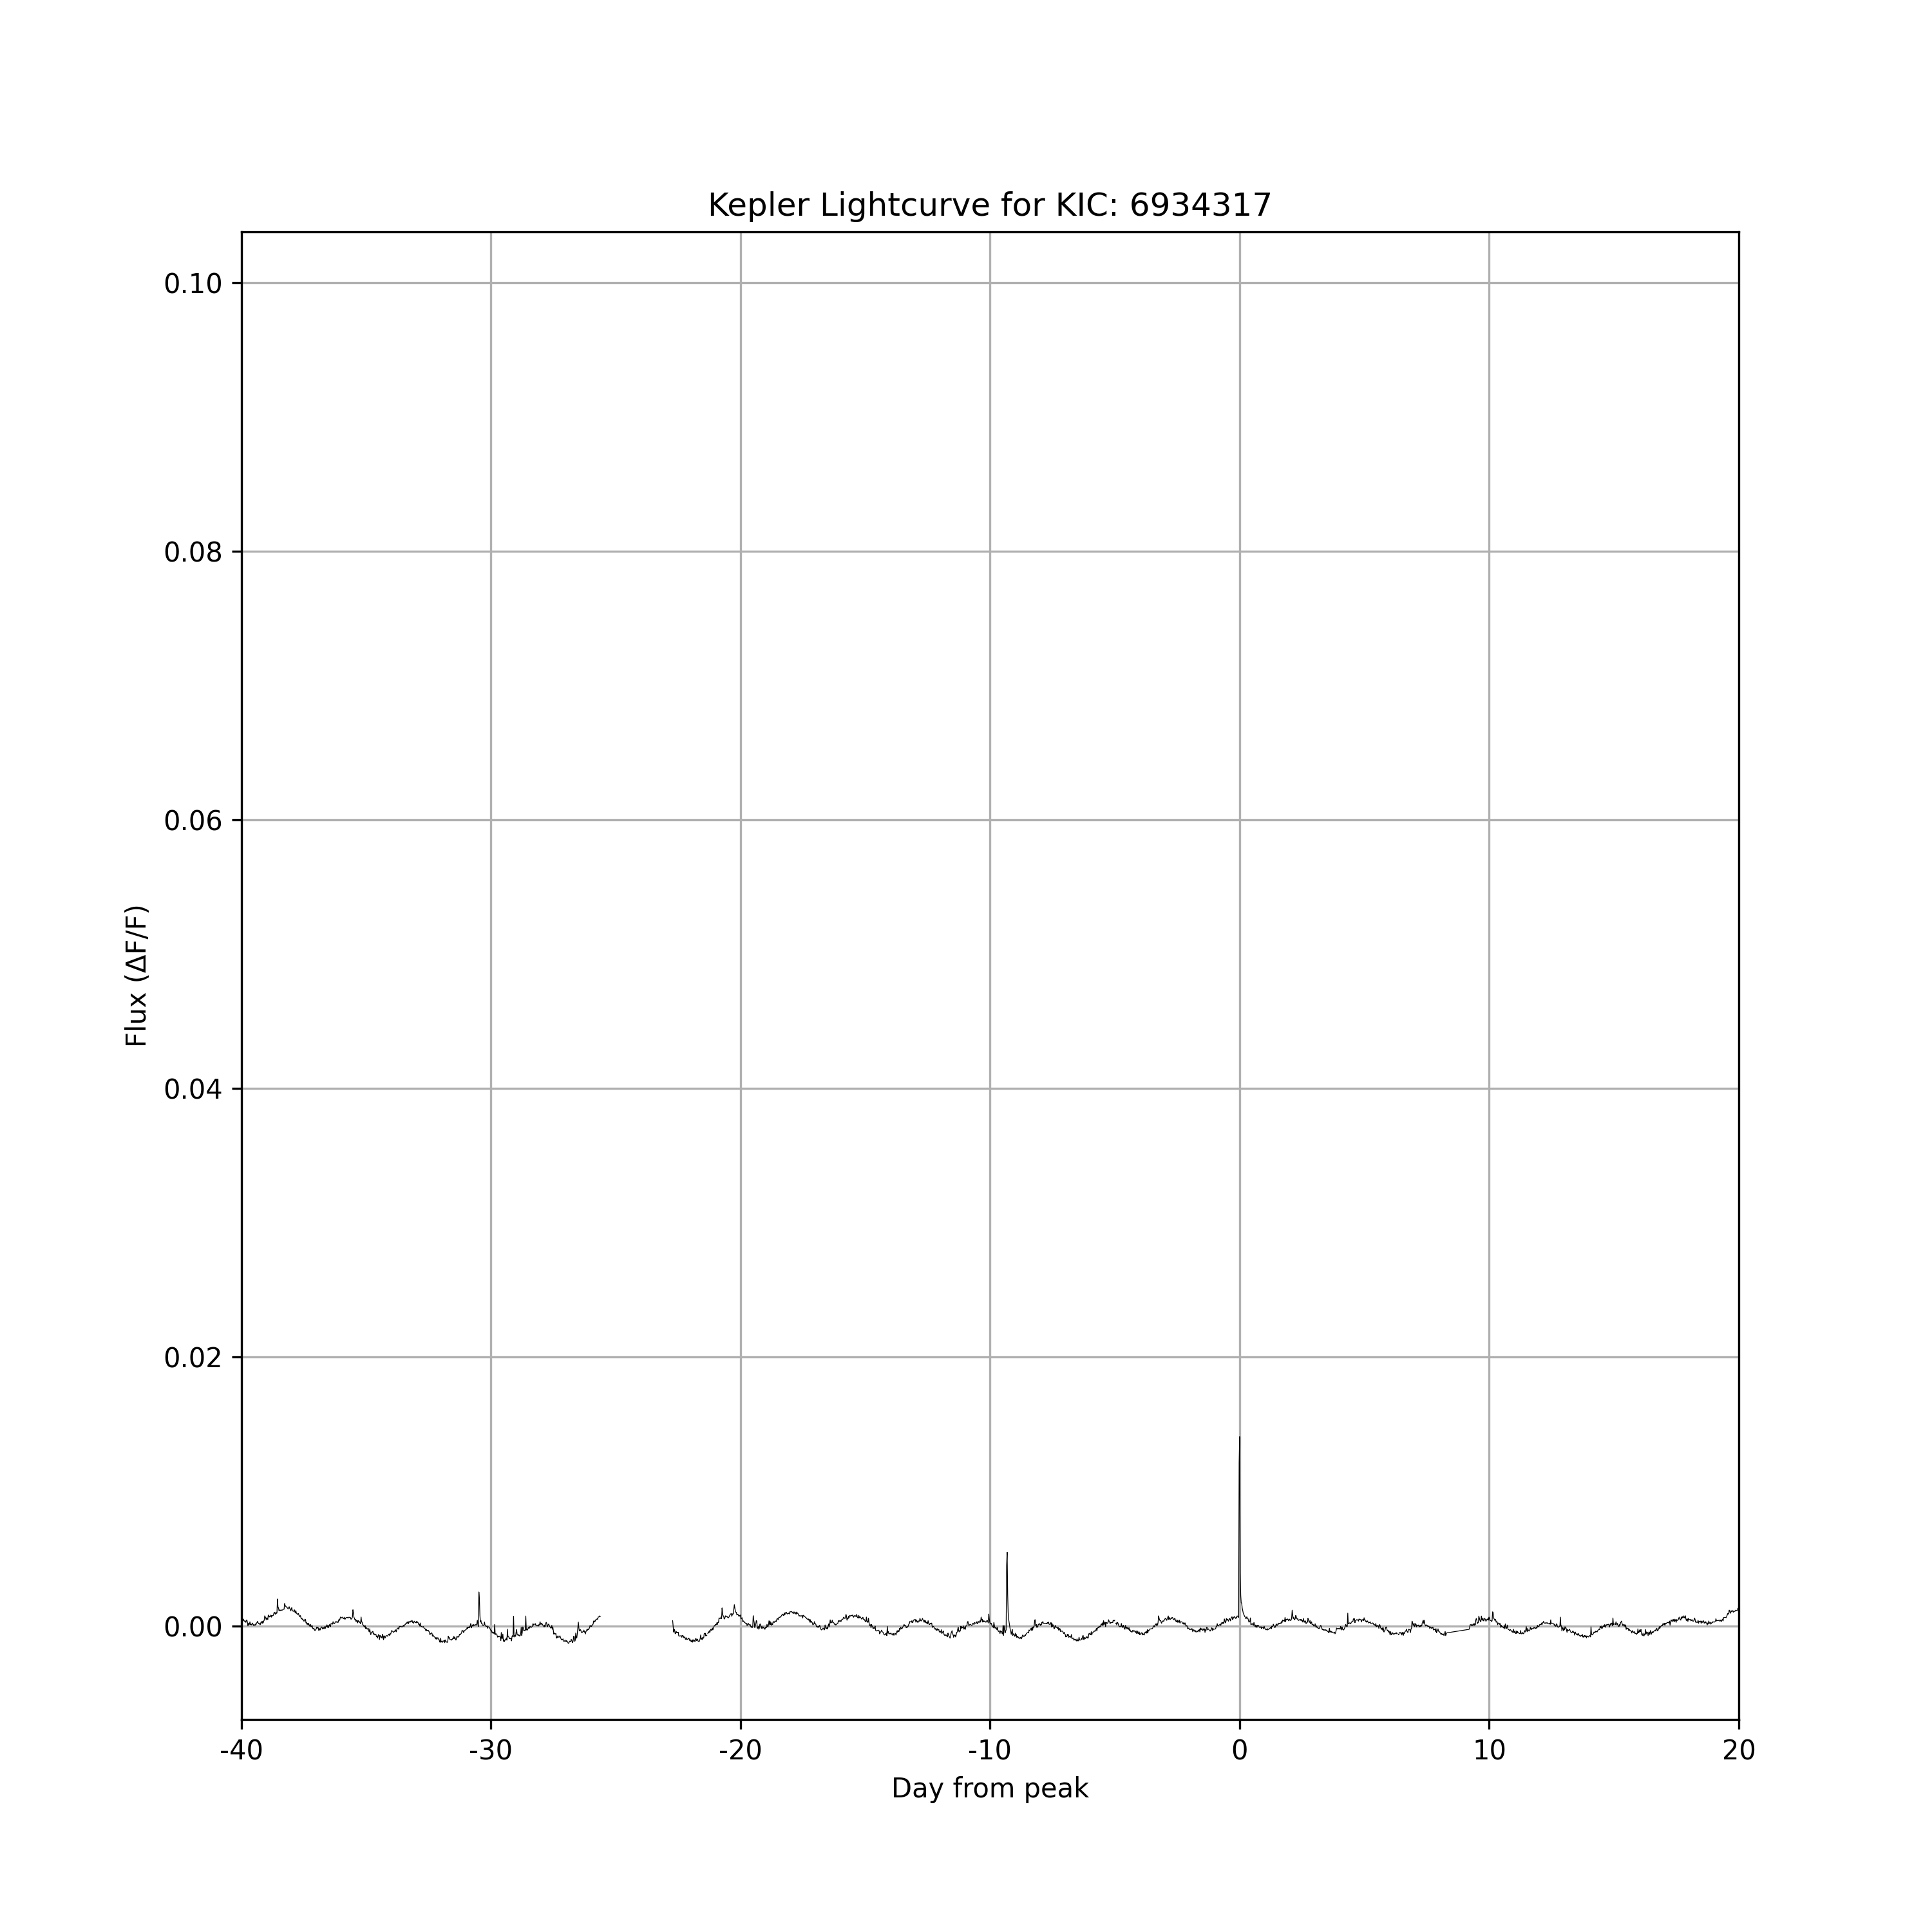 Kepler Lightcurve for KIC: 6934317
0.10
0.08
0.06
0.04
0.02
0.00
Flux (ΔF/F)
-40 -30 -20 -10 0 10 20
Day from peak